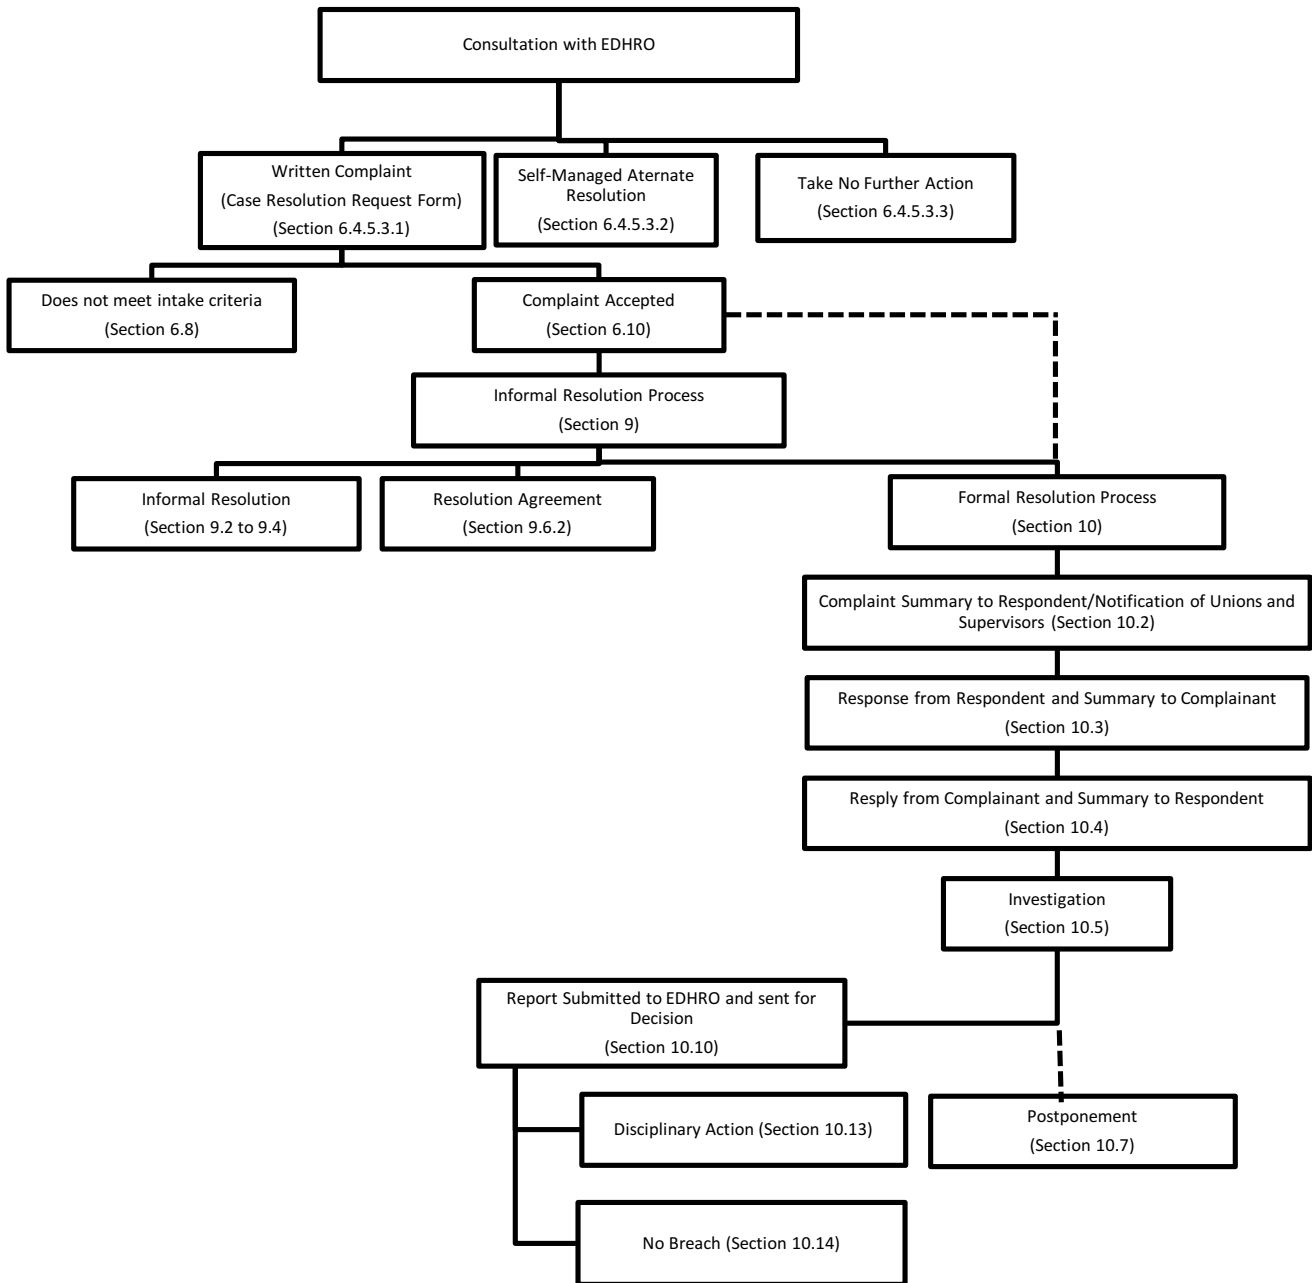 Consultation with EDHRO
Written Complaint
(Case Resolution Request Form)
(Section 6.4.5.3.1)
Self-Managed Aternate
Resolution
(Section 6.4.5.3.2)
Take No Further Action
(Section 6.4.5.3.3)
Does not meet intake criteria
(Section 6.8)
Complaint Accepted
(Section 6.10)
Informal Resolution Process
(Section 9)
Informal Resolution
(Section 9.2 to 9.4)
Resolution Agreement
(Section 9.6.2)
Formal Resolution Process
(Section 10)
Complaint Summary to Respondent/Notification of Unions and
Supervisors (Section 10.2)
Response from Respondent and Summary to Complainant
(Section 10.3)
Resply from Complainant and Summary to Respondent
(Section 10.4)
Investigation
(Section 10.5)
Report Submitted to EDHRO and sent for
Decision
(Section 10.10)
Disciplinary Action (Section 10.13)
Postponement
(Section 10.7)
No Breach (Section 10.14)